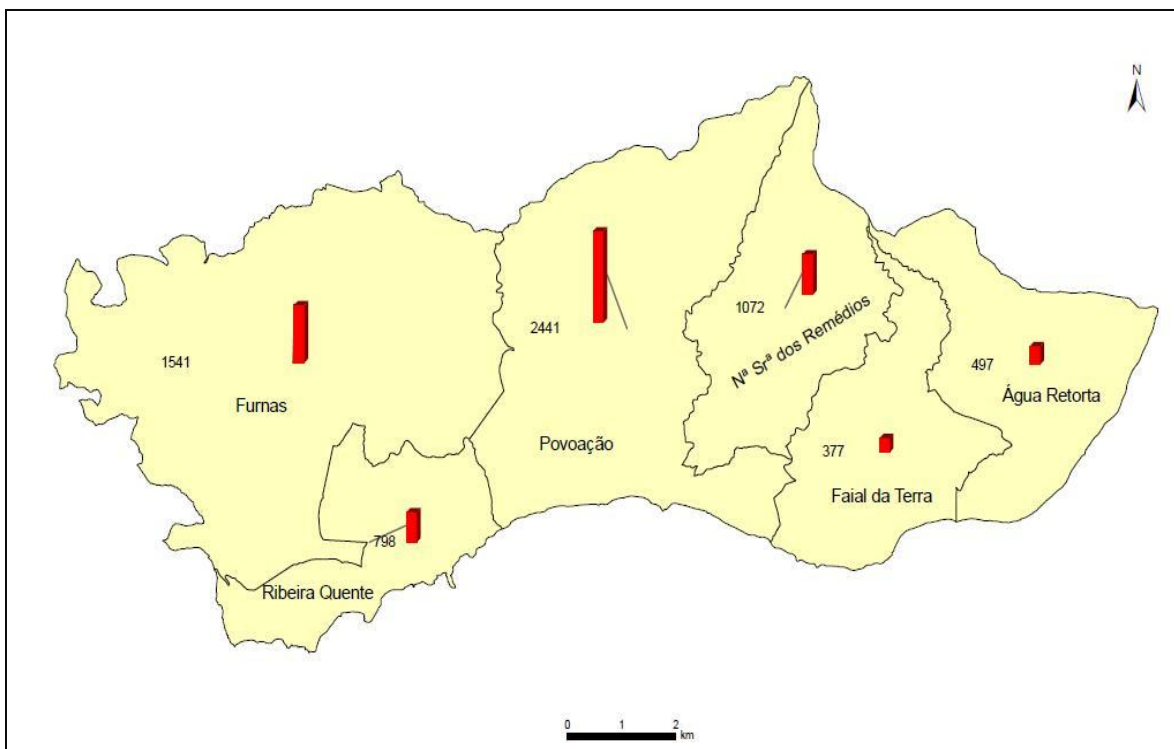 N
2441
1072
1541
497
Nª Srª dos Remédios
Água Retorta
Furnas
Povoação
377
Faial da Terra
798
Ribeira Quente
0 1 2
km